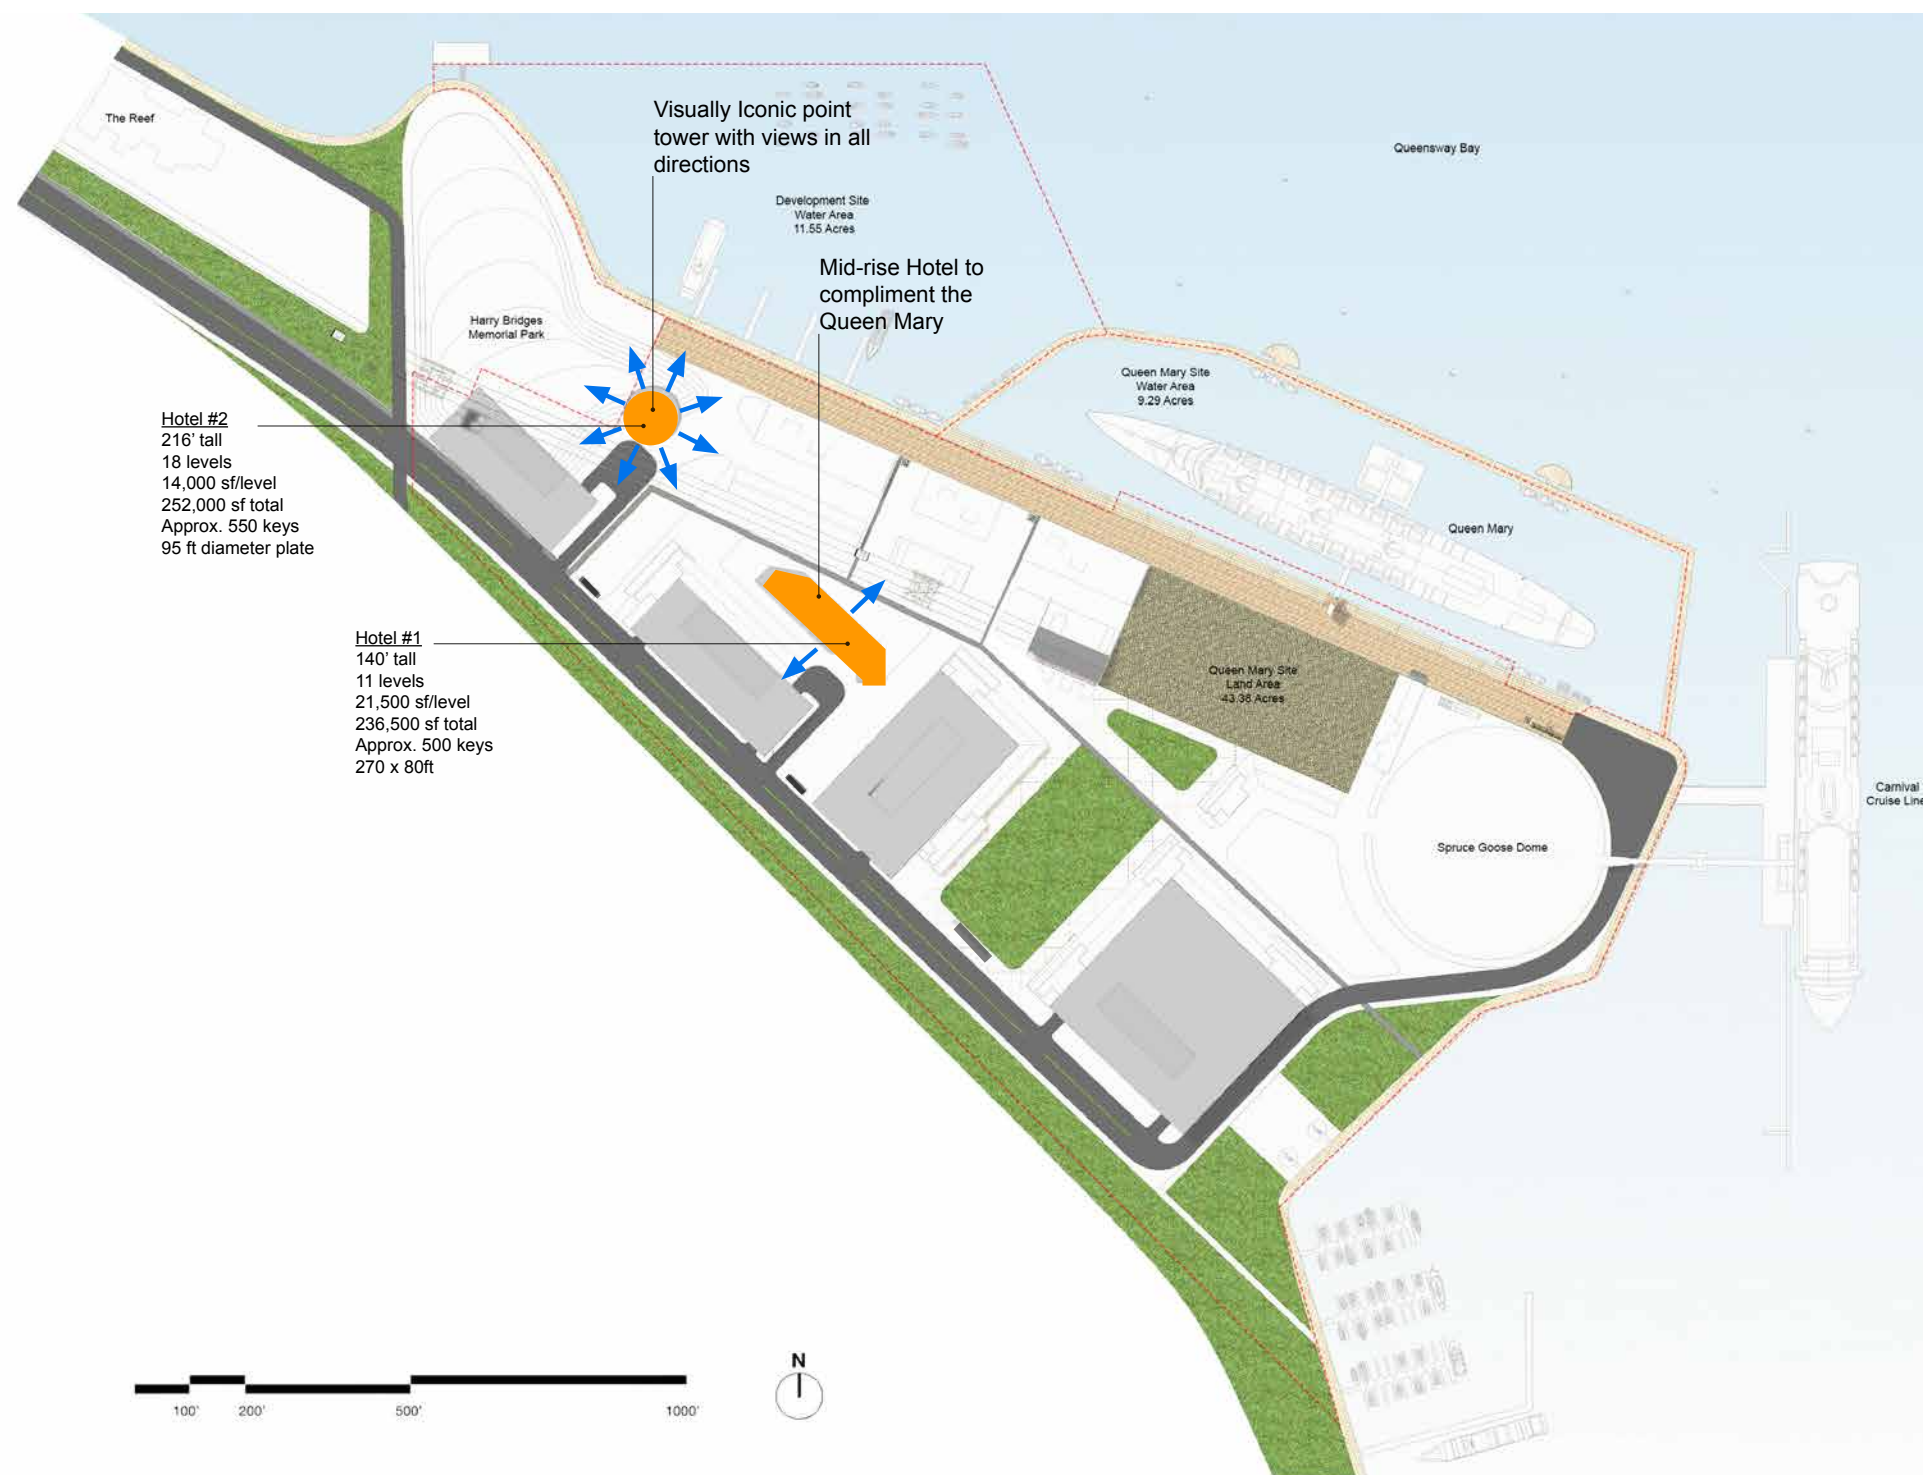 The Reef
Visually Iconic point
tower with views in all
directions
Queensway Bay
Development Site
Water Area
11.55 Acres
Mid-rise Hotel to
compliment the
Queen Mary
Harry Bridges
Memorial Park
Queen Mary Site
Water Area
9.29 Acres
Hotel #2
216’ tall
18 levels
14,000 sf/level
252,000 sf total
Approx. 550 keys
95 ft diameter plate
Queen Mary
Hotel #1
140’ tall
11 levels
21,500 sf/level
236,500 sf total
Approx. 500 keys
270 x 80ft
Queen Mary Site
Land Area
43.38 Acres
Carnival
Cruise Line
Spruce Goose Dome
N
100' 200' 500' 1000'